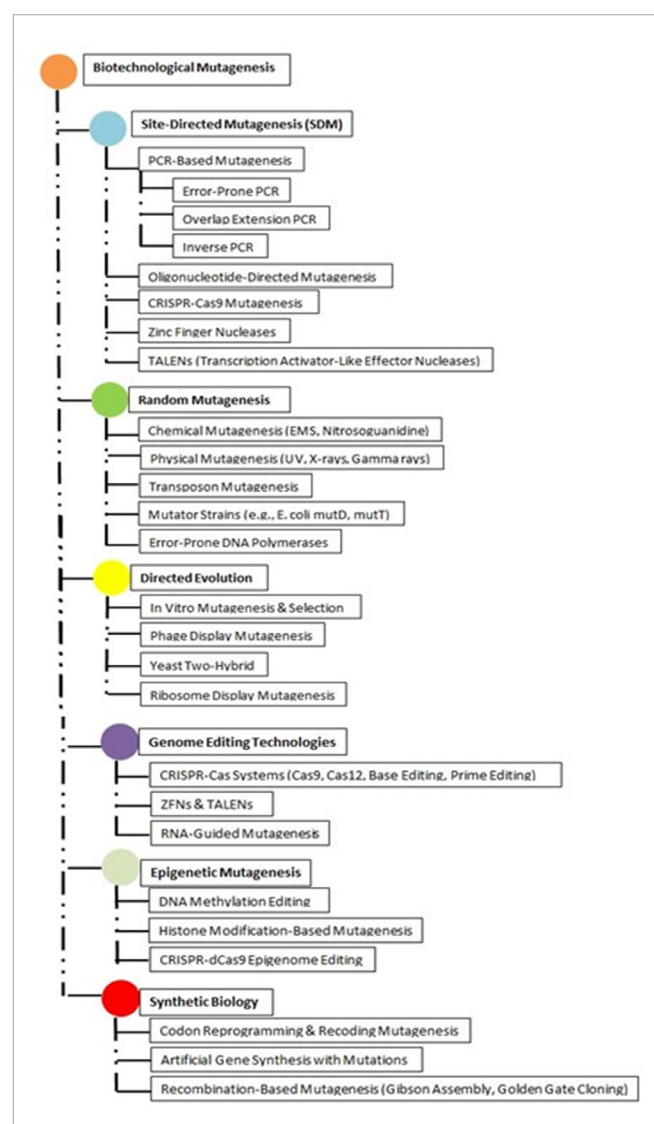 Biotechnological Mutagenesis
Site-Directed Mutagenesis (SDM)
PCR-Based Mutagenesis
Error-Prone PCR
Overlap Extension PCR
Inverse PCR
Oligonucleotide-Directed Mutagenesis
CRISPR-Cas9 Mutagenesis
Zinc Finger Nucleases
TALENs (Transcription Activator-Like Effector Nucleases)
Random Mutagenesis
Chemical Mutagenesis (EMS, Nitrosoguanidine)
Physical Mutagenesis (UV, X-rays, Gamma rays)
Transposon Mutagenesis
Mutator Strains (e.g., E. coli mutD, mutT)
Error-Prone DNA Polymerases
Directed Evolution
In Vitro Mutagenesis & Selection
Phage Display Mutagenesis
Yeast Two-Hybrid
Ribosome Display Mutagenesis
Genome Editing Technologies
CRISPR-Cas Systems (Cas9, Cas12, Base Editing, Prime Editing)
ZFNs & TALENs
RNA-Guided Mutagenesis
Epigenetic Mutagenesis
DNA Methylation Editing
Histone Modification-Based Mutagenesis
CRISPR-dCas9 Epigenome Editing
Synthetic Biology
Codon Reprogramming & Recoding Mutagenesis
Artificial Gene Synthesis with Mutations
Recombination-Based Mutagenesis (Gibson Assembly, Golden Gate Cloning)